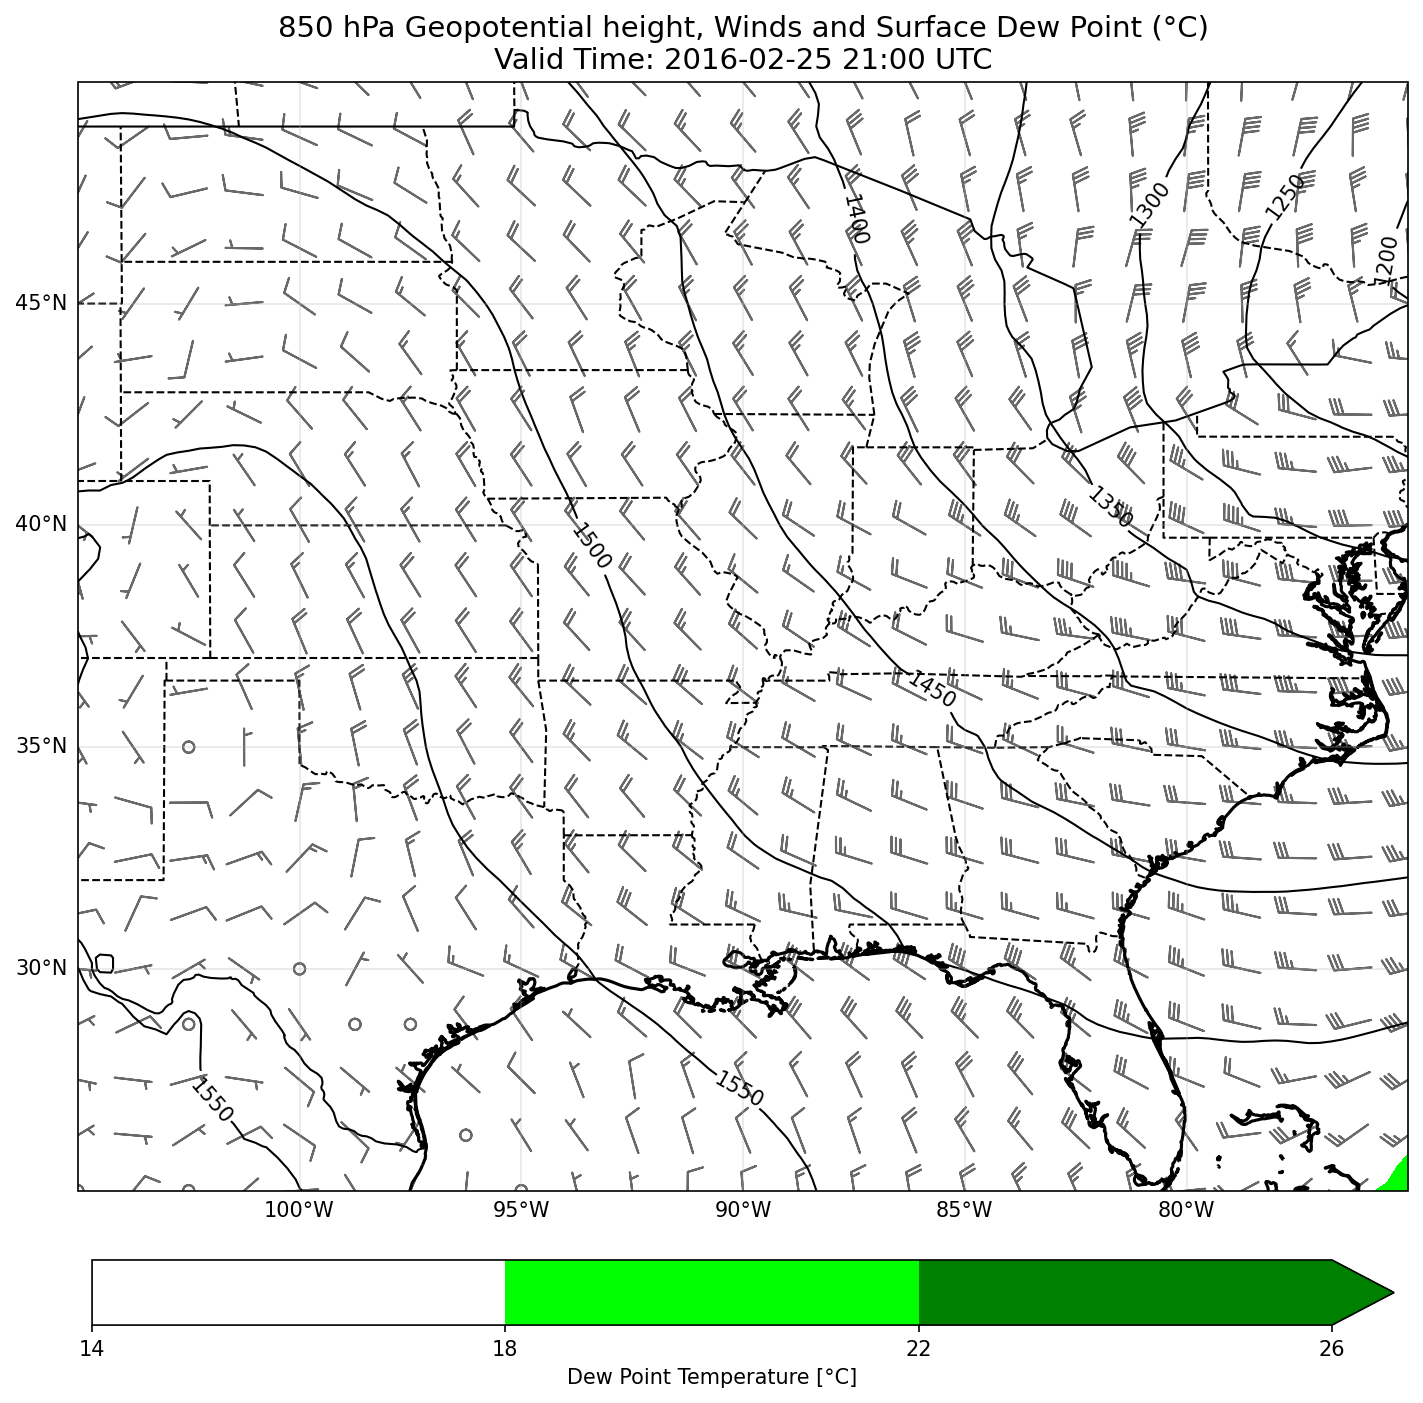 850 hPa Geopotential height, Winds and Surface Dew Point (°C)
Valid Time: 2016-02-25 21:00 UTC
1400
1300
1250
1200
45°N
1350
40°N
1500
1450
35°N
30°N
1550
1550
100°W 95°W 90°W 85°W 80°W
14 18 22 26
Dew Point Temperature [°C]